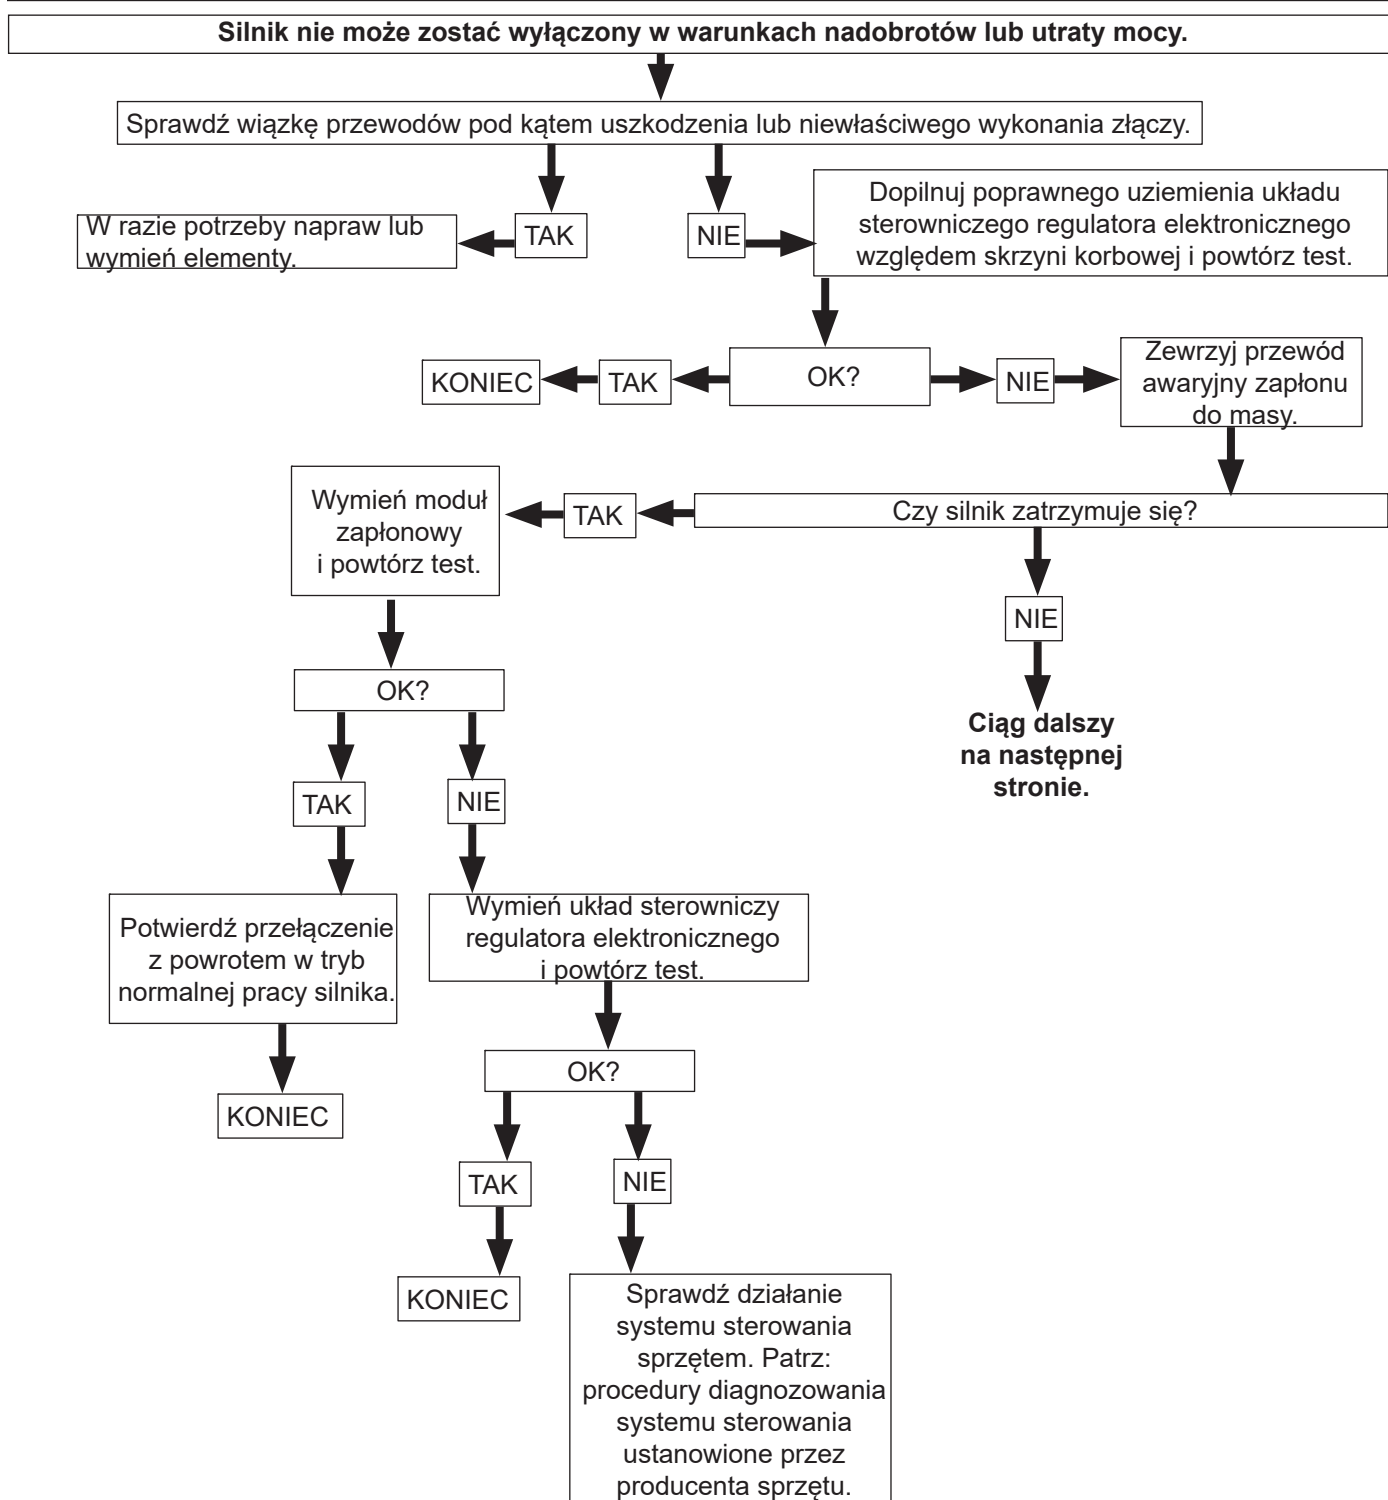 Silnik nie może zostać wyłączony w warunkach nadobrotów lub utraty mocy.
Sprawdź wiązkę przewodów pod kątem uszkodzenia lub niewłaściwego wykonania złączy.
W razie potrzeby napraw lub
wymień elementy.
TAK
NIE
Dopilnuj poprawnego uziemienia układu
sterowniczego regulatora elektronicznego
względem skrzyni korbowej i powtórz test.
KONIEC
TAK
OK?
NIE
Zewrzyj przewód
awaryjny zapłonu
do masy.
Wymień moduł
zapłonowy
i powtórz test.
TAK
Czy silnik zatrzymuje się?
NIE
Ciąg dalszy
na następnej
stronie.
OK?
TAK
NIE
Potwierdź przełączenie
z powrotem w tryb
normalnej pracy silnika.
Wymień układ sterowniczy
regulatora elektronicznego
i powtórz test.
KONIEC
OK?
TAK
NIE
KONIEC
Sprawdź działanie
systemu sterowania
sprzętem. Patrz:
procedury diagnozowania
systemu sterowania
ustanowione przez
producenta sprzętu.